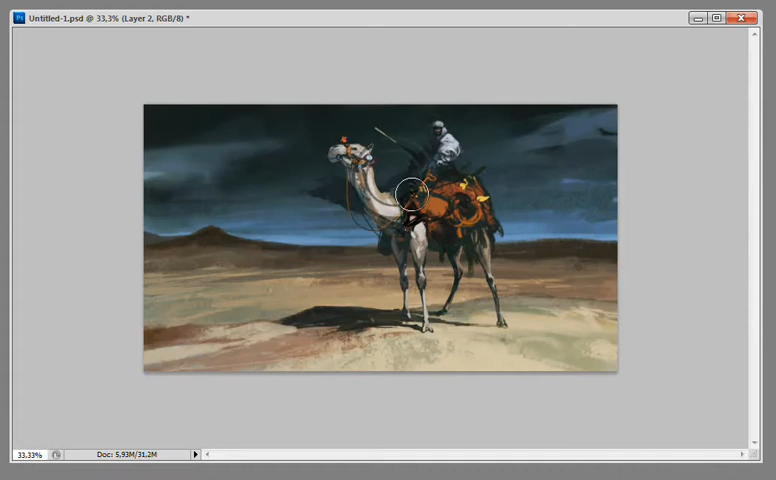 Ps Untitled-1.psd @ 33,3% (Layer 2, RGB/8) *
33,33% Doc: 5,93M/31,2M